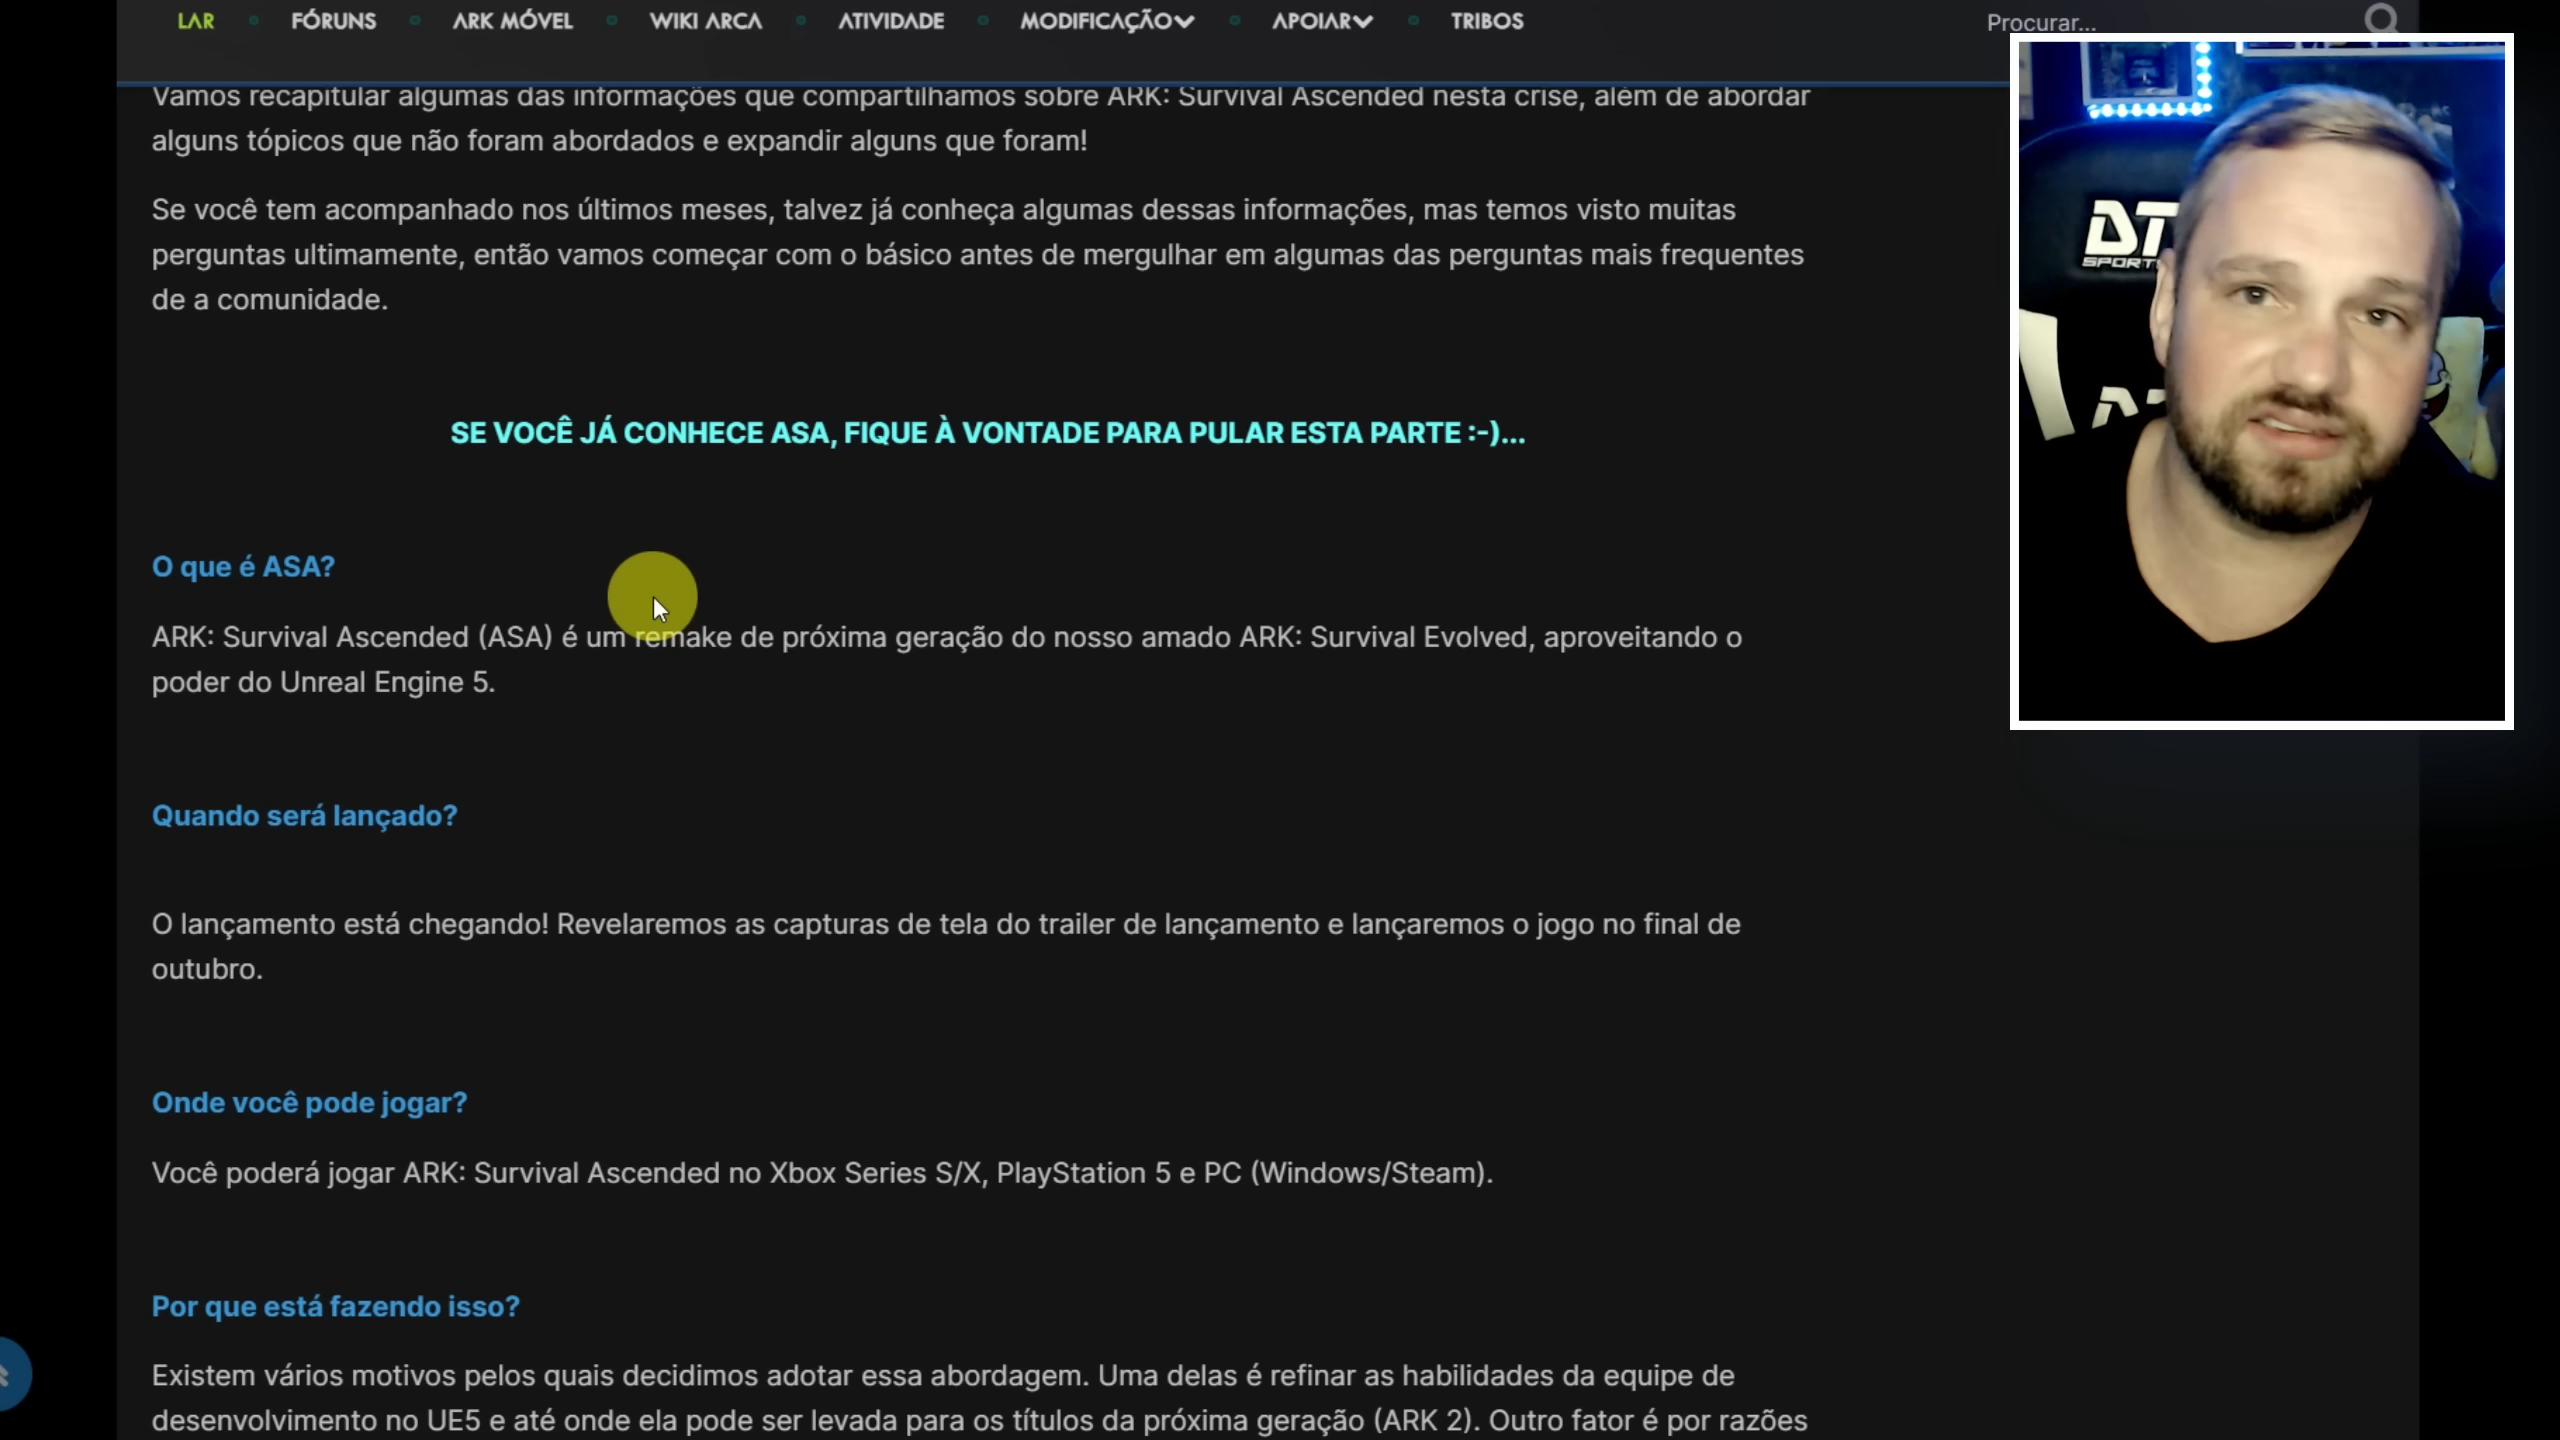 LAR FÓRUNS ARK MÓVEL WIKI ARCA ATIVIDADE MODIFICAÇÃO APOIAR TRIBOS Procurar...
Vamos recapitular algumas das informações que compartilhamos sobre ARK: Survival Ascended nesta crise, além de abordar
alguns tópicos que não foram abordados e expandir alguns que foram!
Se você tem acompanhado nos últimos meses, talvez já conheça algumas dessas informações, mas temos visto muitas
perguntas ultimamente, então vamos começar com o básico antes de mergulhar em algumas das perguntas mais frequentes
de a comunidade.
SE VOCÊ JÁ CONHECE ASA, FIQUE À VONTADE PARA PULAR ESTA PARTE :-)...
O que é ASA?
ARK: Survival Ascended (ASA) é um remake de próxima geração do nosso amado ARK: Survival Evolved, aproveitando o
poder do Unreal Engine 5.
Quando será lançado?
O lançamento está chegando! Revelaremos as capturas de tela do trailer de lançamento e lançaremos o jogo no final de
outubro.
Onde você pode jogar?
Você poderá jogar ARK: Survival Ascended no Xbox Series S/X, PlayStation 5 e PC (Windows/Steam).
Por que está fazendo isso?
Existem vários motivos pelos quais decidimos adotar essa abordagem. Uma delas é refinar as habilidades da equipe de
desenvolvimento no UE5 e até onde ela pode ser levada para os títulos da próxima geração (ARK 2). Outro fator é por razões
DT
SPORT